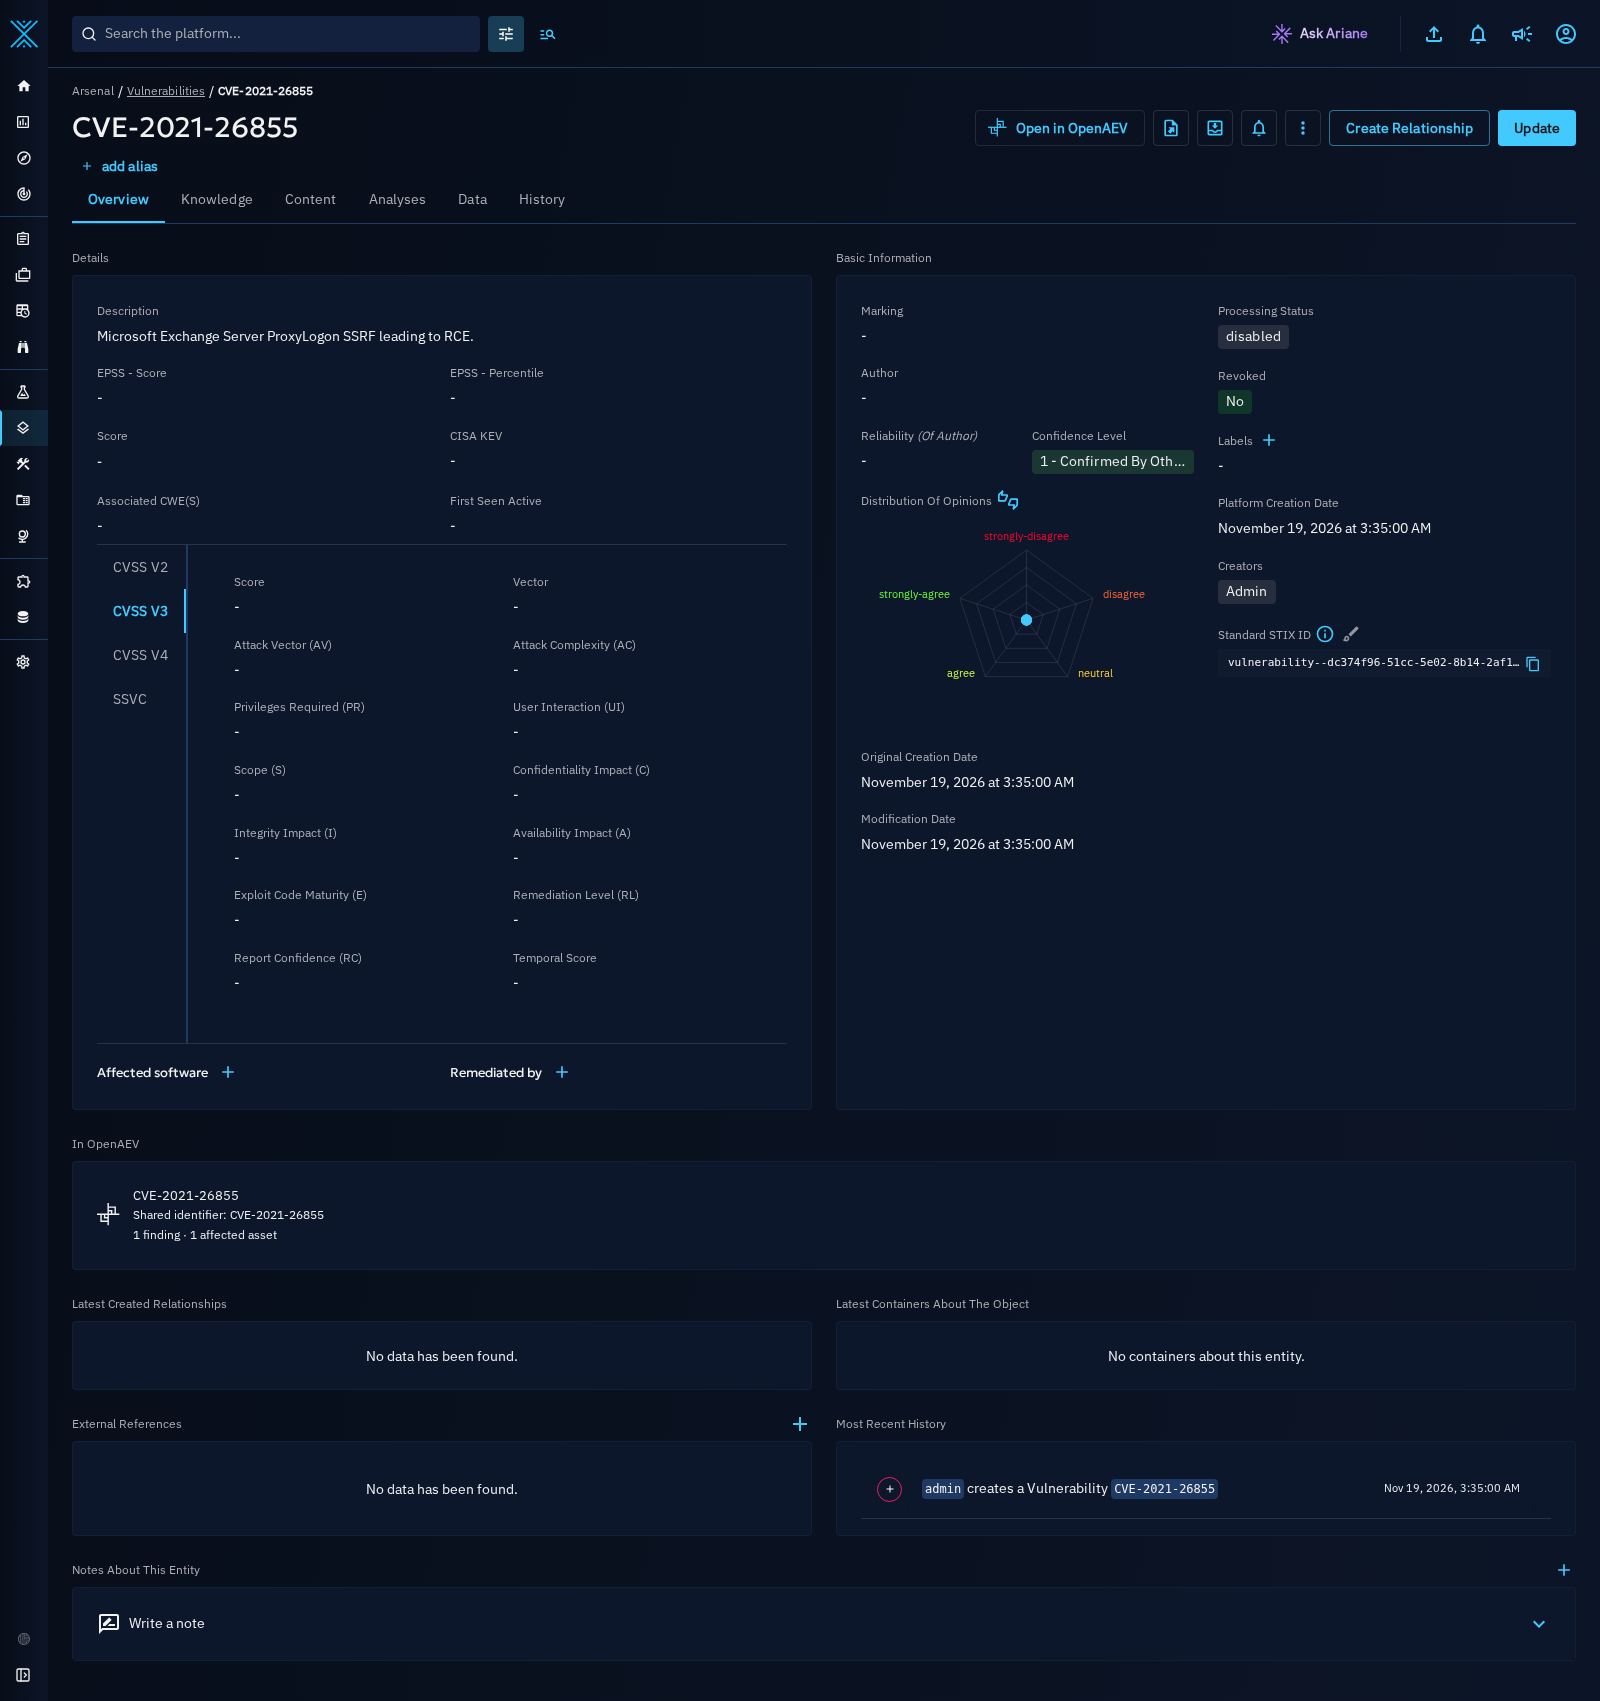 Search the platform...
Ask Ariane
Arsenal / Vulnerabilities / CVE-2021-26855
CVE-2021-26855
Open in OpenAEV
Create Relationship
Update
+ add alias
Overview
Knowledge
Content
Analyses
Data
History
Details
Description
Microsoft Exchange Server ProxyLogon SSRF leading to RCE.
EPSS - Score
EPSS - Percentile
-
-
Score
CISA KEV
-
-
Associated CWE(S)
First Seen Active
-
-
CVSS V2
CVSS V3
CVSS V4
SSVC
Score
Vector
-
-
Attack Vector (AV)
Attack Complexity (AC)
-
-
Privileges Required (PR)
User Interaction (UI)
-
-
Scope (S)
Confidentiality Impact (C)
-
-
Integrity Impact (I)
Availability Impact (A)
-
-
Exploit Code Maturity (E)
Remediation Level (RL)
-
-
Report Confidence (RC)
Temporal Score
-
-
Affected software
Remediated by
Basic Information
Marking
-
Author
-
Reliability (Of Author)
-
Confidence Level
1 - Confirmed By Oth...
Distribution Of Opinions
strongly-disagree
strongly-agree
disagree
agree
neutral
Original Creation Date
November 19, 2026 at 3:35:00 AM
Modification Date
November 19, 2026 at 3:35:00 AM
Processing Status
disabled
Revoked
No
Labels
-
Platform Creation Date
November 19, 2026 at 3:35:00 AM
Creators
Admin
Standard STIX ID
vulnerability--dc374f96-51cc-5e02-8b14-2af1…
In OpenAEV
CVE-2021-26855
Shared identifier: CVE-2021-26855
1 finding · 1 affected asset
Latest Created Relationships
No data has been found.
Latest Containers About The Object
No containers about this entity.
External References
No data has been found.
Most Recent History
admin creates a Vulnerability CVE-2021-26855
Nov 19, 2026, 3:35:00 AM
Notes About This Entity
Write a note